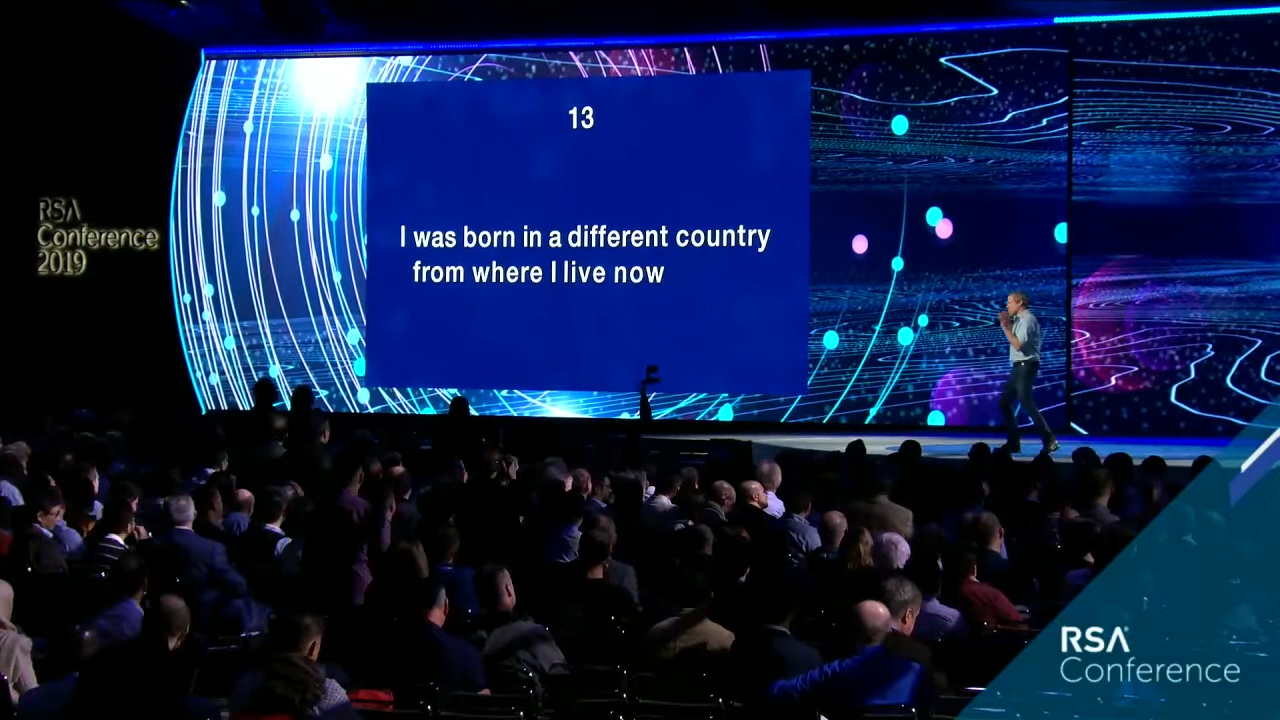 13
I was born in a different country
from where I live now
RSA
Conference
2019
RSA
Conference